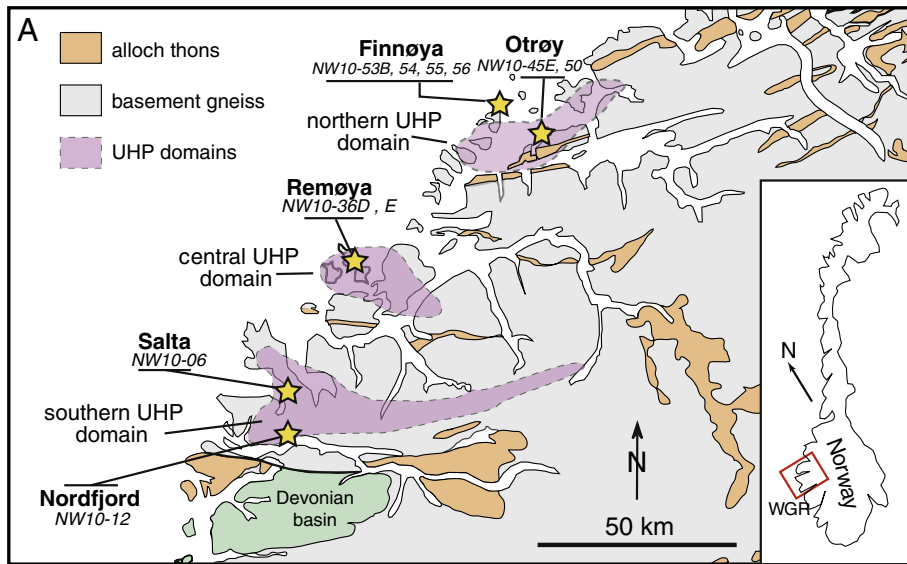 A
alloch thons
basement gneiss
UHP domains
Finnøya
NW10-53B, 54, 55, 56
Otrøy
NW10-45E, 50
northern UHP
domain
Remøya
NW10-36D , E
central UHP
domain
Salta
NW10-06
southern UHP
domain
Nordfjord
NW10-12
Devonian
basin
N
50 km
N
Norway
WGR